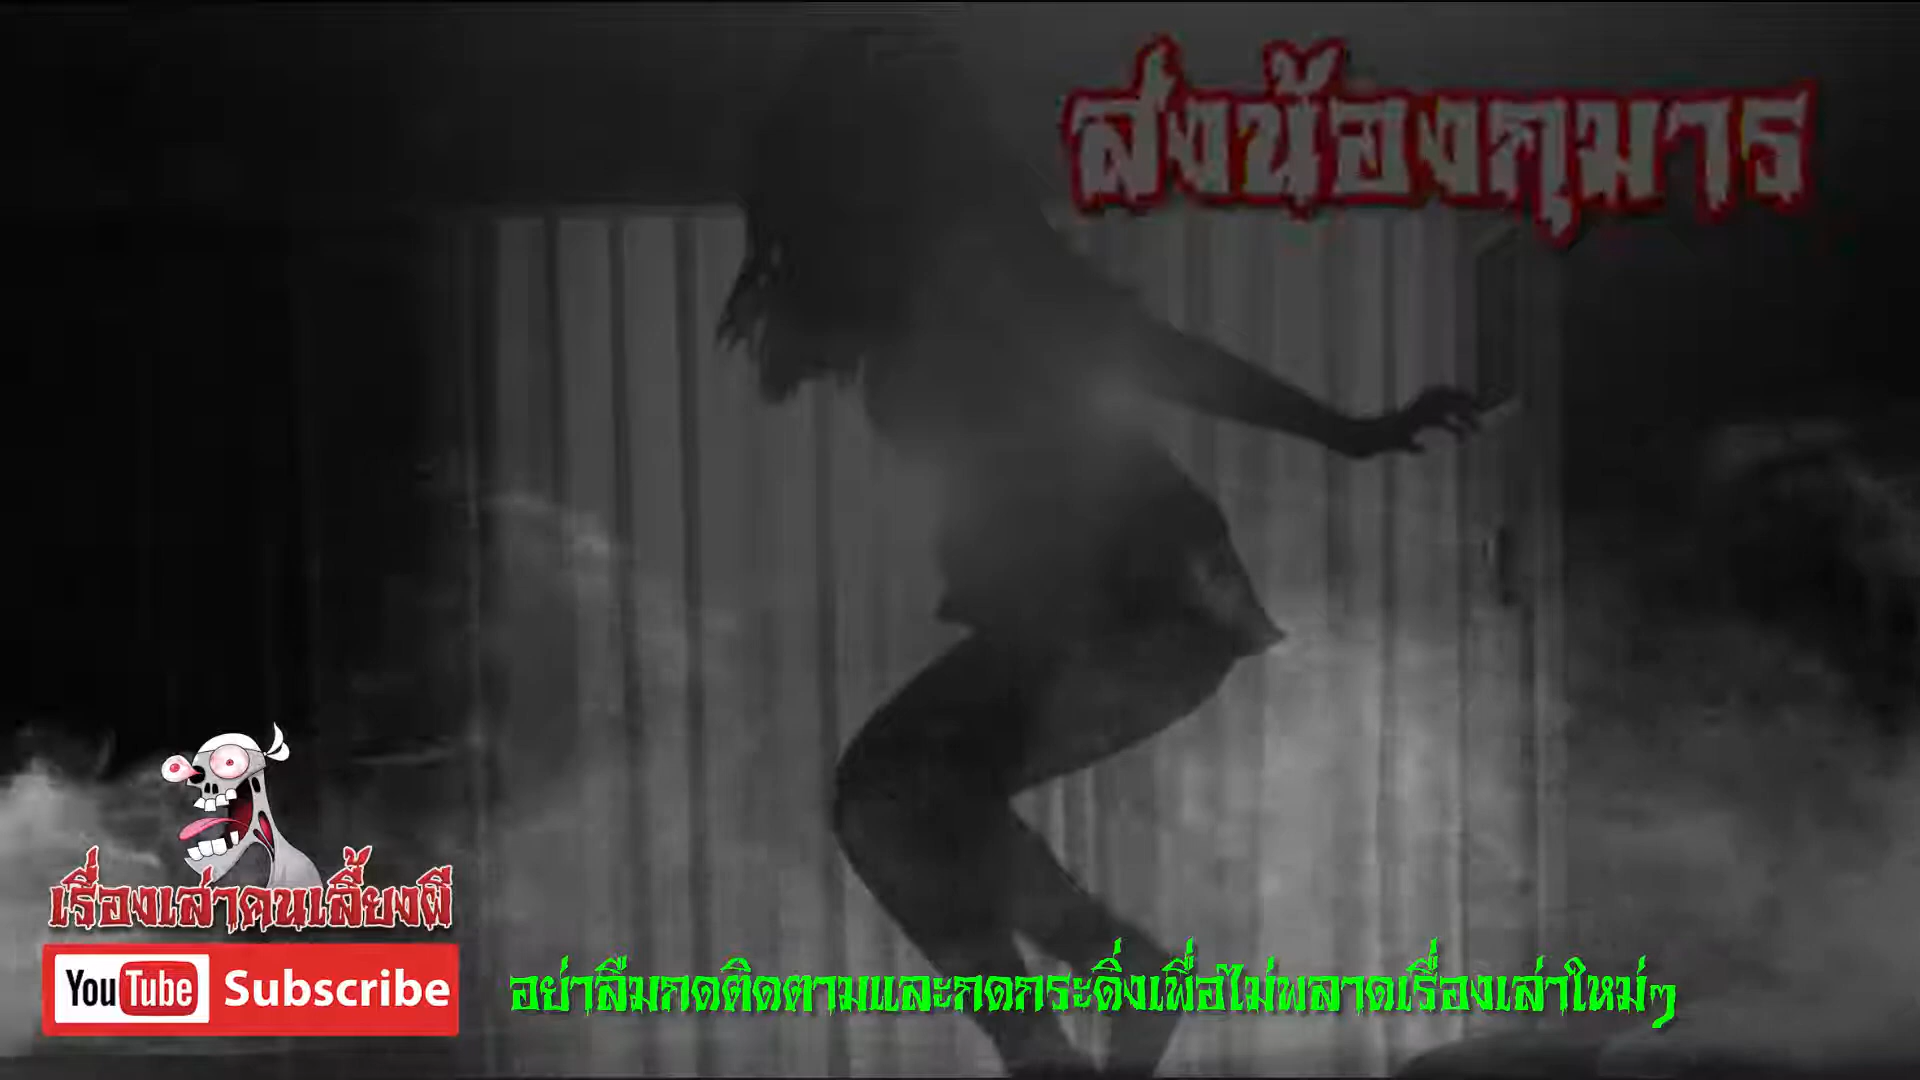 ส่งน้องกุมาร
เรื่องเล่าคนเลี้ยงผี
YouTube Subscribe
อย่าลืมกดติดตามและกดกระดิ่งเพื่อไม่พลาดเรื่องเล่าใหม่ๆ